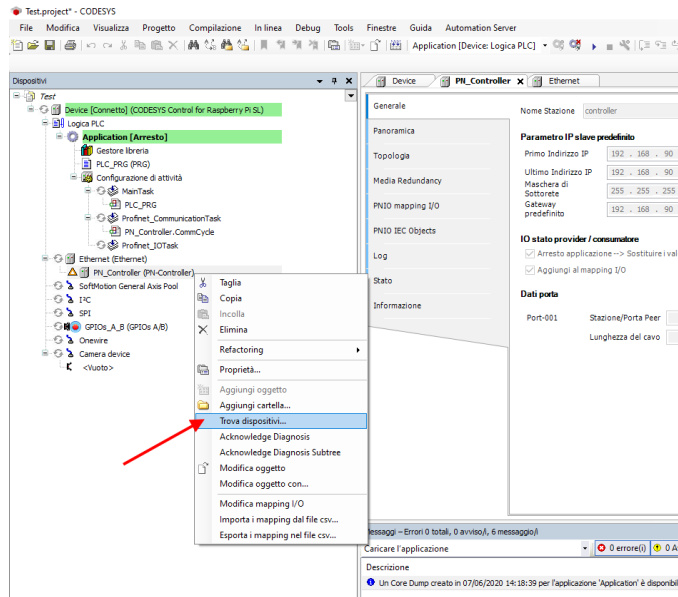 Test.project* - CODESYS
File Modifica Visualizza Progetto Compilazione In linea Debug Tools Finestre Guida Automation Server
Application [Device: Logica PLC]
Dispositivi
Test
Device [Connetto] (CODESYS Control for Raspberry Pi SL)
Logica PLC
Application [Arresto]
Gestore libreria
PLC_PRG (PRG)
Configurazione di attività
MainTask
PLC_PRG
Profinet_CommunicationTask
PN_Controller.CommCycle
Profinet_IOTask
Ethernet (Ethernet)
PN_Controller (PN-Controller)
SoftMotion General Axis Pool
I²C
SPI
GPIOs_A_B (GPIOs A/B)
Onewire
Camera device
<Vuoto>
Taglia
Copia
Incolla
Elimina
Refactoring
Proprietà...
Aggiungi oggetto
Aggiungi cartella...
Trova dispositivi...
Acknowledge Diagnosis
Acknowledge Diagnosis Subtree
Modifica oggetto
Modifica oggetto con...
Modifica mapping I/O
Importa i mapping dal file csv...
Esporta i mapping nel file csv...
Device PN_Controller Ethernet
Generale
Panoramica
Topologia
Media Redundancy
PNIO mapping I/O
PNIO IEC Objects
Log
Stato
Informazione
Nome Stazione controller
Parametro IP slave predefinito
Primo Indirizzo IP 192 . 168 . 90
Ultimo Indirizzo IP 192 . 168 . 90
Maschera di Sottorete 255 . 255 . 255
Gateway predefinito 192 . 168 . 90
IO stato provider / consumatore
Arresto applicazione --> Sostituire i val
Aggiungi al mapping I/O
Dati porta
Port-001 Stazione/Porta Peer
Lunghezza del cavo
Messaggi – Errori 0 totali, 0 avviso/i, 6 messaggio/i
Caricare l'applicazione 0 errore(i) 0 A
Descrizione
Un Core Dump creato in 07/06/2020 14:18:39 per l'applicazione 'Application' è disponibil